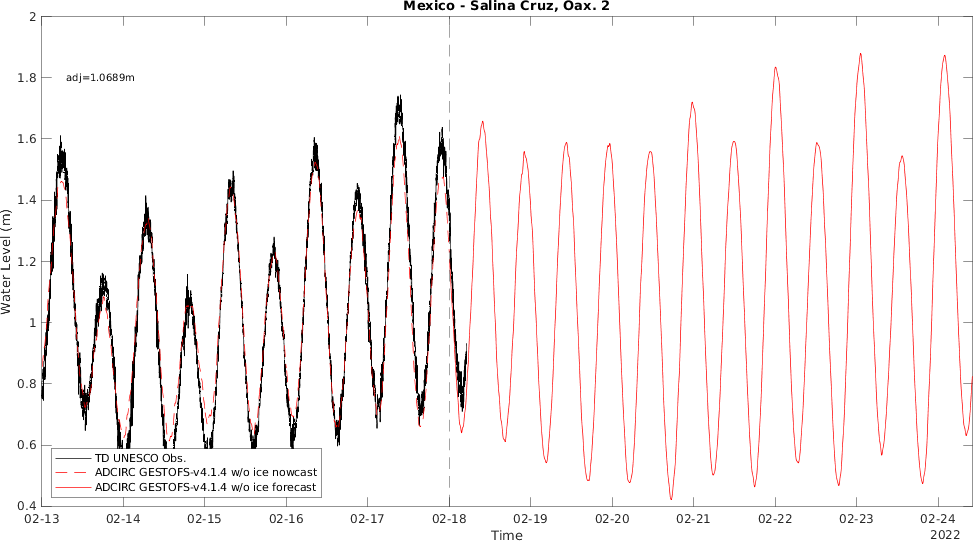 Mexico - Salina Cruz, Oax. 2
2
1.8
adj=1.0689m
1.6
1.4
1.2
1
0.8
0.6
0.4
Water Level (m)
TD UNESCO Obs.
ADCIRC GESTOFS-v4.1.4 w/o ice nowcast
ADCIRC GESTOFS-v4.1.4 w/o ice forecast
02-13 02-14 02-15 02-16 02-17 02-18 02-19 02-20 02-21 02-22 02-23 02-24
Time 2022